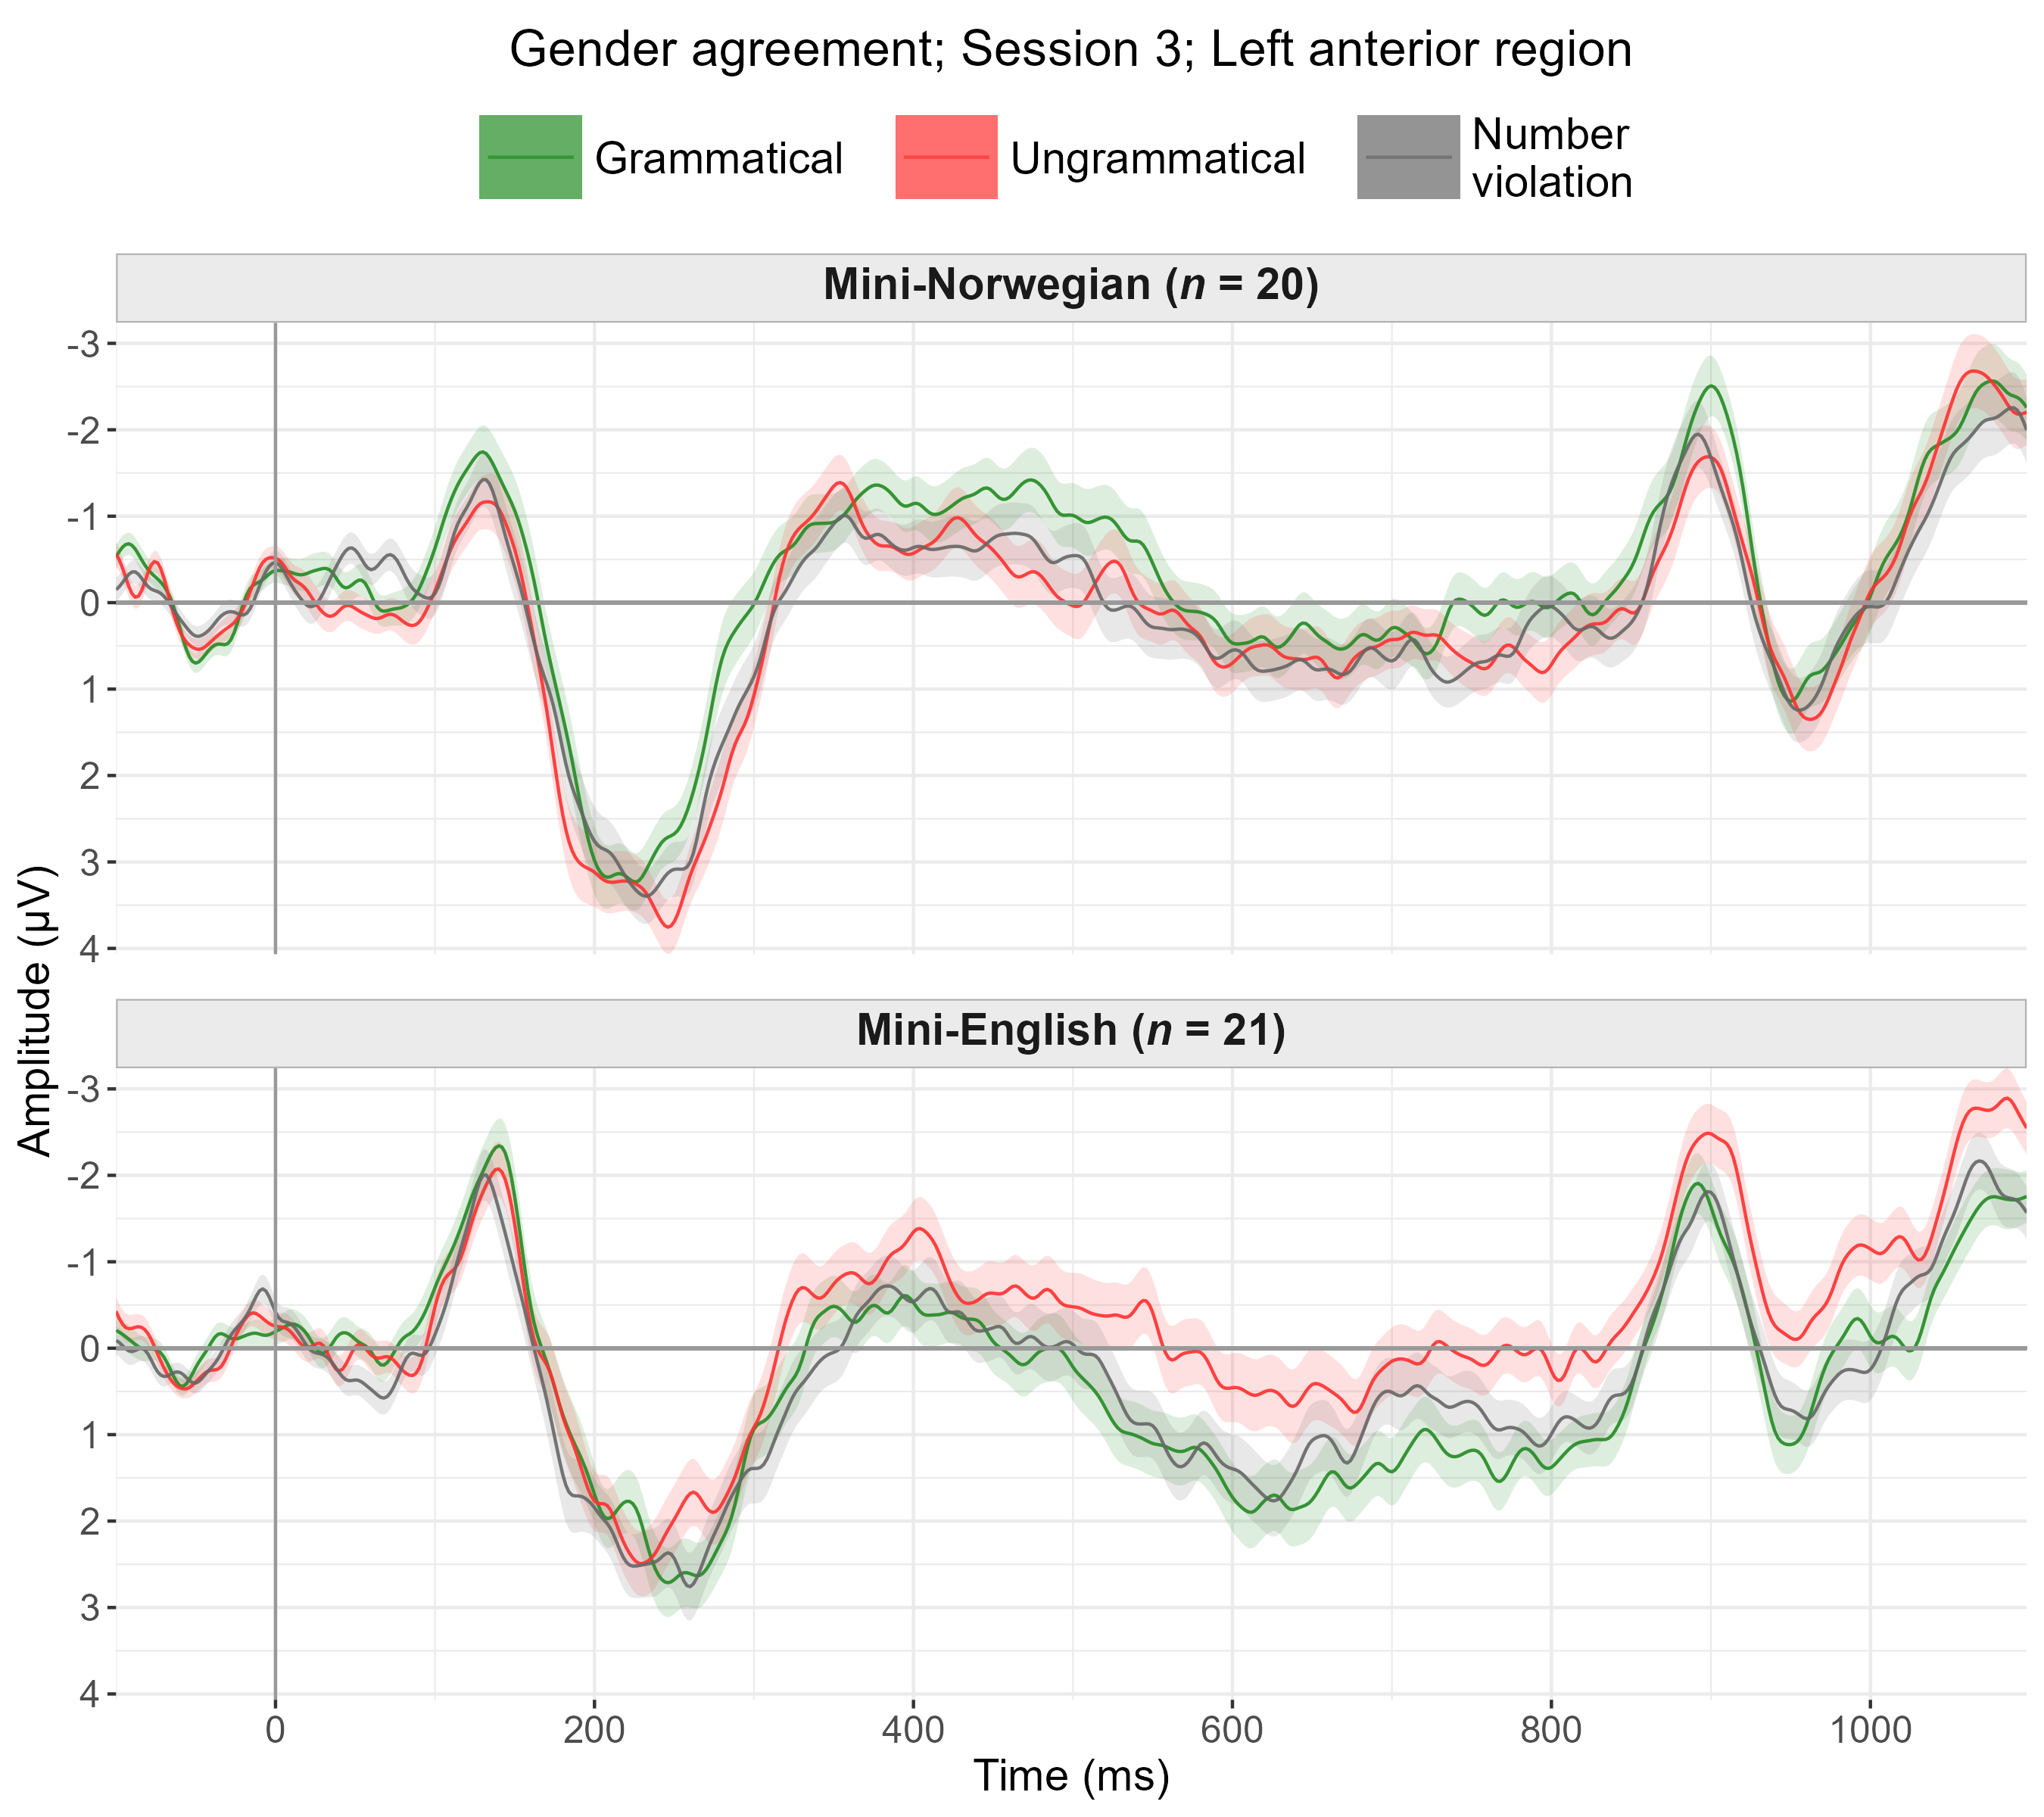 Gender agreement; Session 3; Left anterior region
Grammatical
Ungrammatical
Number
violation
Mini-Norwegian (n = 20)
-3
-2
-1
0
1
2
3
4
Mini-English (n = 21)
-3
-2
-1
0
1
2
3
4
Amplitude (µV)
0 200 400 600 800 1000
Time (ms)